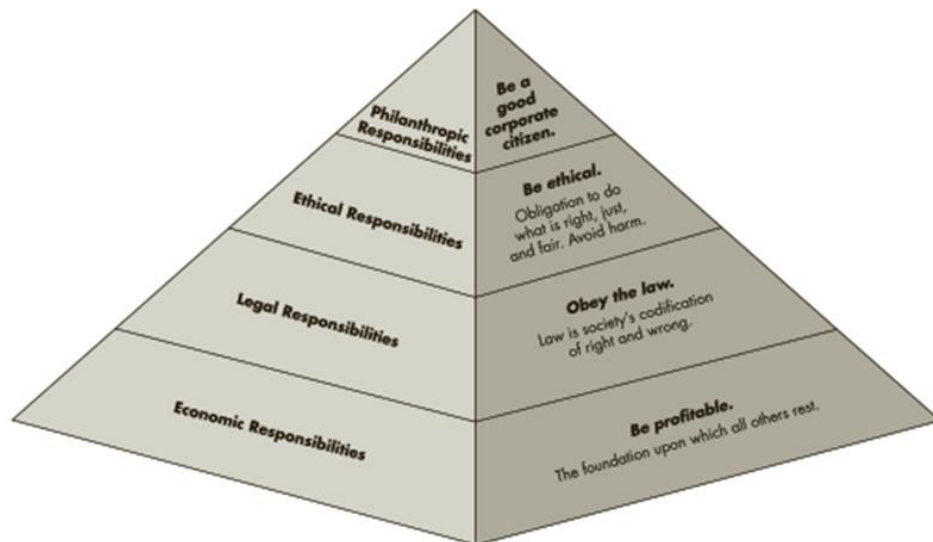 Philanthropic
Responsibilities
Be a
good
corporate
citizen.
Ethical Responsibilities
Be ethical.
Obligation to do
what is right, just,
and fair. Avoid harm.
Legal Responsibilities
Obey the law.
Law is society's codification
of right and wrong.
Economic Responsibilities
Be profitable.
The foundation upon which all others rest.